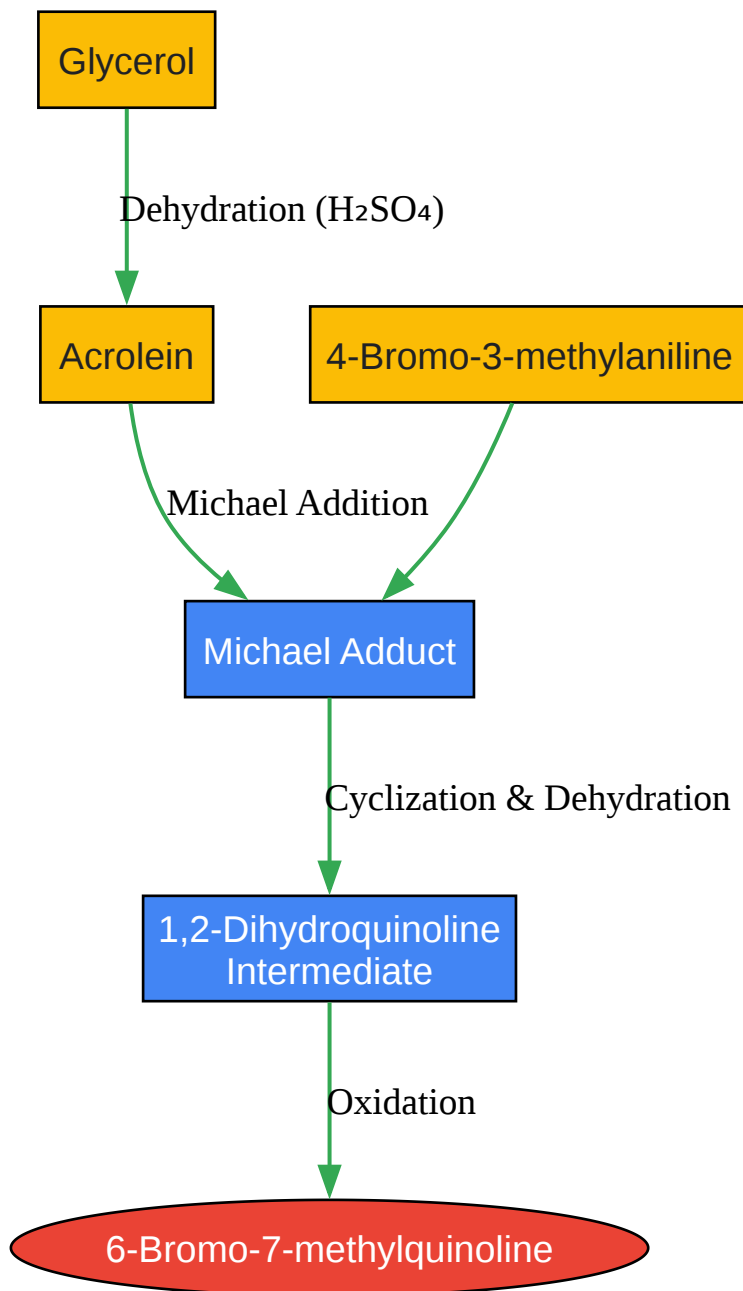 Glycerol
Dehydration (H₂SO₄)
Acrolein
4-Bromo-3-methylaniline
Michael Addition
Michael Adduct
Cyclization & Dehydration
1,2-Dihydroquinoline
Intermediate
Oxidation
6-Bromo-7-methylquinoline